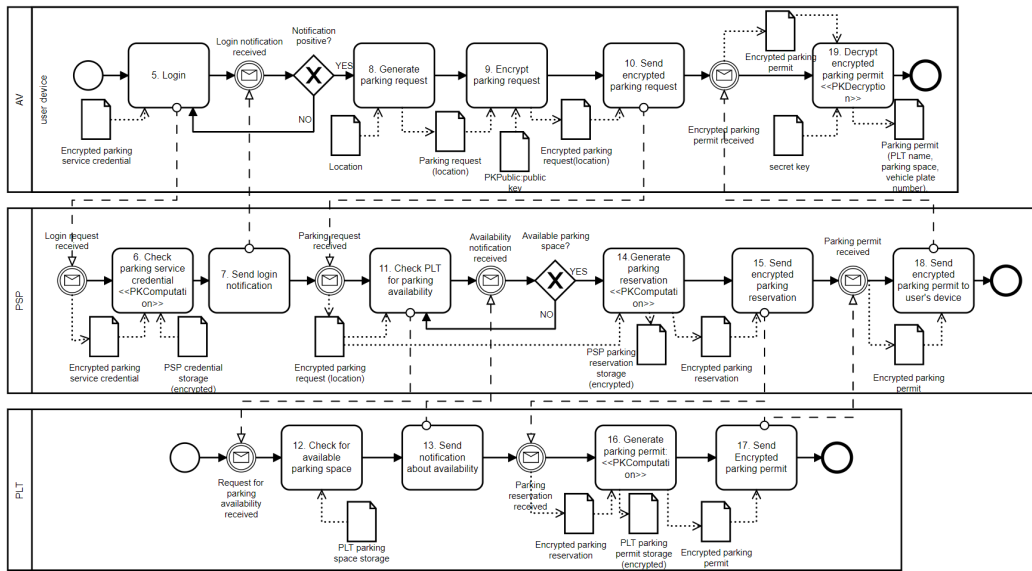 AV
user device
5. Login
Encrypted parking
service credential
Login notification
received
Notification
positive?
YES
NO
8. Generate
parking request
Location
Parking request
(location)
9. Encrypt
parking request
PKPublic:public
key
Encrypted parking
request(location)
10. Send
encrypted
parking request
Encrypted parking
permit received
Encrypted parking
permit
19. Decrypt
encrypted
parking permit
<<PKDecrypti
on>>
secret key
Parking permit
(PLT name,
parking space,
vehicle plate
number).
PSP
Login request
received
6. Check
parking service
credential
<<PKComputati
on>>
Encrypted parking
service credential
PSP credential
storage
(encrypted)
7. Send login
notification
Parking request
received
Encrypted parking
request (location)
11. Check PLT
for parking
availability
Availability
notification
received
Available parking
space?
YES
NO
14.Generate
parking
reservation
<<PKComputati
on>>
PSP parking
reservation
storage
(encrypted)
Encrypted parking
reservation
15. Send
encrypted
parking
reservation
Parking permit
received
Encrypted parking
permit
18. Send
encrypted
parking permit to
user's device
PLT
Request for
parking
availability
received
12. Check for
available
parking space
PLT parking
space storage
13. Send
notification
about availability
Parking
reservation
received
Encrypted parking
reservation
16. Generate
parking permit:
<<PKComputati
on>>
PLT parking
permit storage
(encrypted)
Encrypted parking
permit
17. Send
Encrypted
parking permit